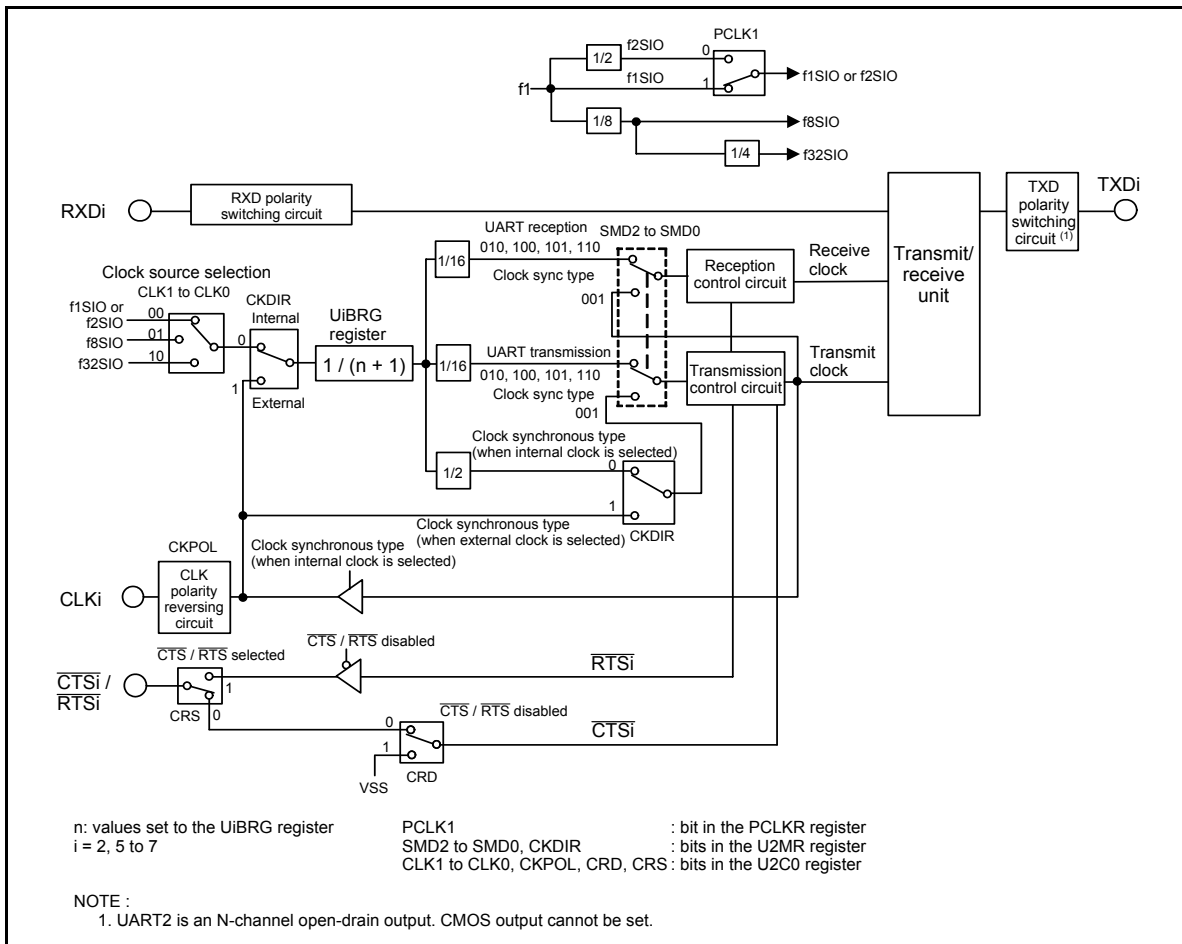 PCLK1
f2SIO
0
1/2
f1SIO
f1
1
f1SIO or f2SIO
1/8
f8SIO
1/4
f32SIO
RXDi
RXD polarity
switching circuit
TXD
polarity
switching
circuit (1)
TXDi
UART reception
SMD2 to SMD0
010, 100, 101, 110
1/16
Clock sync type
001
Reception
control circuit
Receive
clock
Transmit/
receive
unit
Clock source selection
CLK1 to CLK0
f1SIO or
f2SIO
00
f8SIO
01
f32SIO
10
CKDIR
Internal
0
1
External
UiBRG
register
1 / (n + 1)
UART transmission
1/16
010, 100, 101, 110
Clock sync type
001
Transmission
control circuit
Transmit
clock
Clock synchronous type
(when internal clock is selected)
1/2
0
1
CKDIR
Clock synchronous type
(when external clock is selected)
Clock synchronous type
(when internal clock is selected)
CKPOL
CLKi
CLK
polarity
reversing
circuit
CTS / RTS disabled
CTS / RTS selected
CTSi /
RTSi
1
CRS
0
RTSi
CTS / RTS disabled
0
1
CTSi
VSS
CRD
n: values set to the UiBRG register
i = 2, 5 to 7
PCLK1 : bit in the PCLKR register
SMD2 to SMD0, CKDIR : bits in the U2MR register
CLK1 to CLK0, CKPOL, CRD, CRS : bits in the U2C0 register
NOTE :
1. UART2 is an N-channel open-drain output. CMOS output cannot be set.